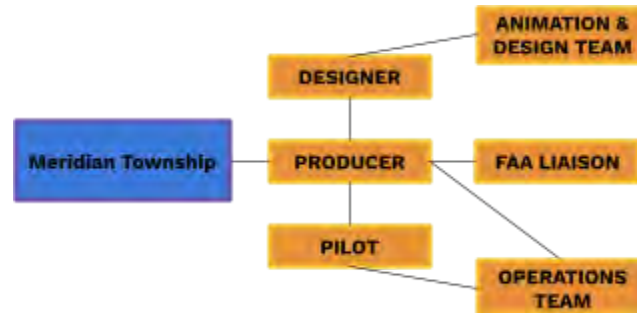 ANIMATION &
DESIGN TEAM
DESIGNER
Meridian Township
PRODUCER
FAA LIAISON
PILOT
OPERATIONS
TEAM